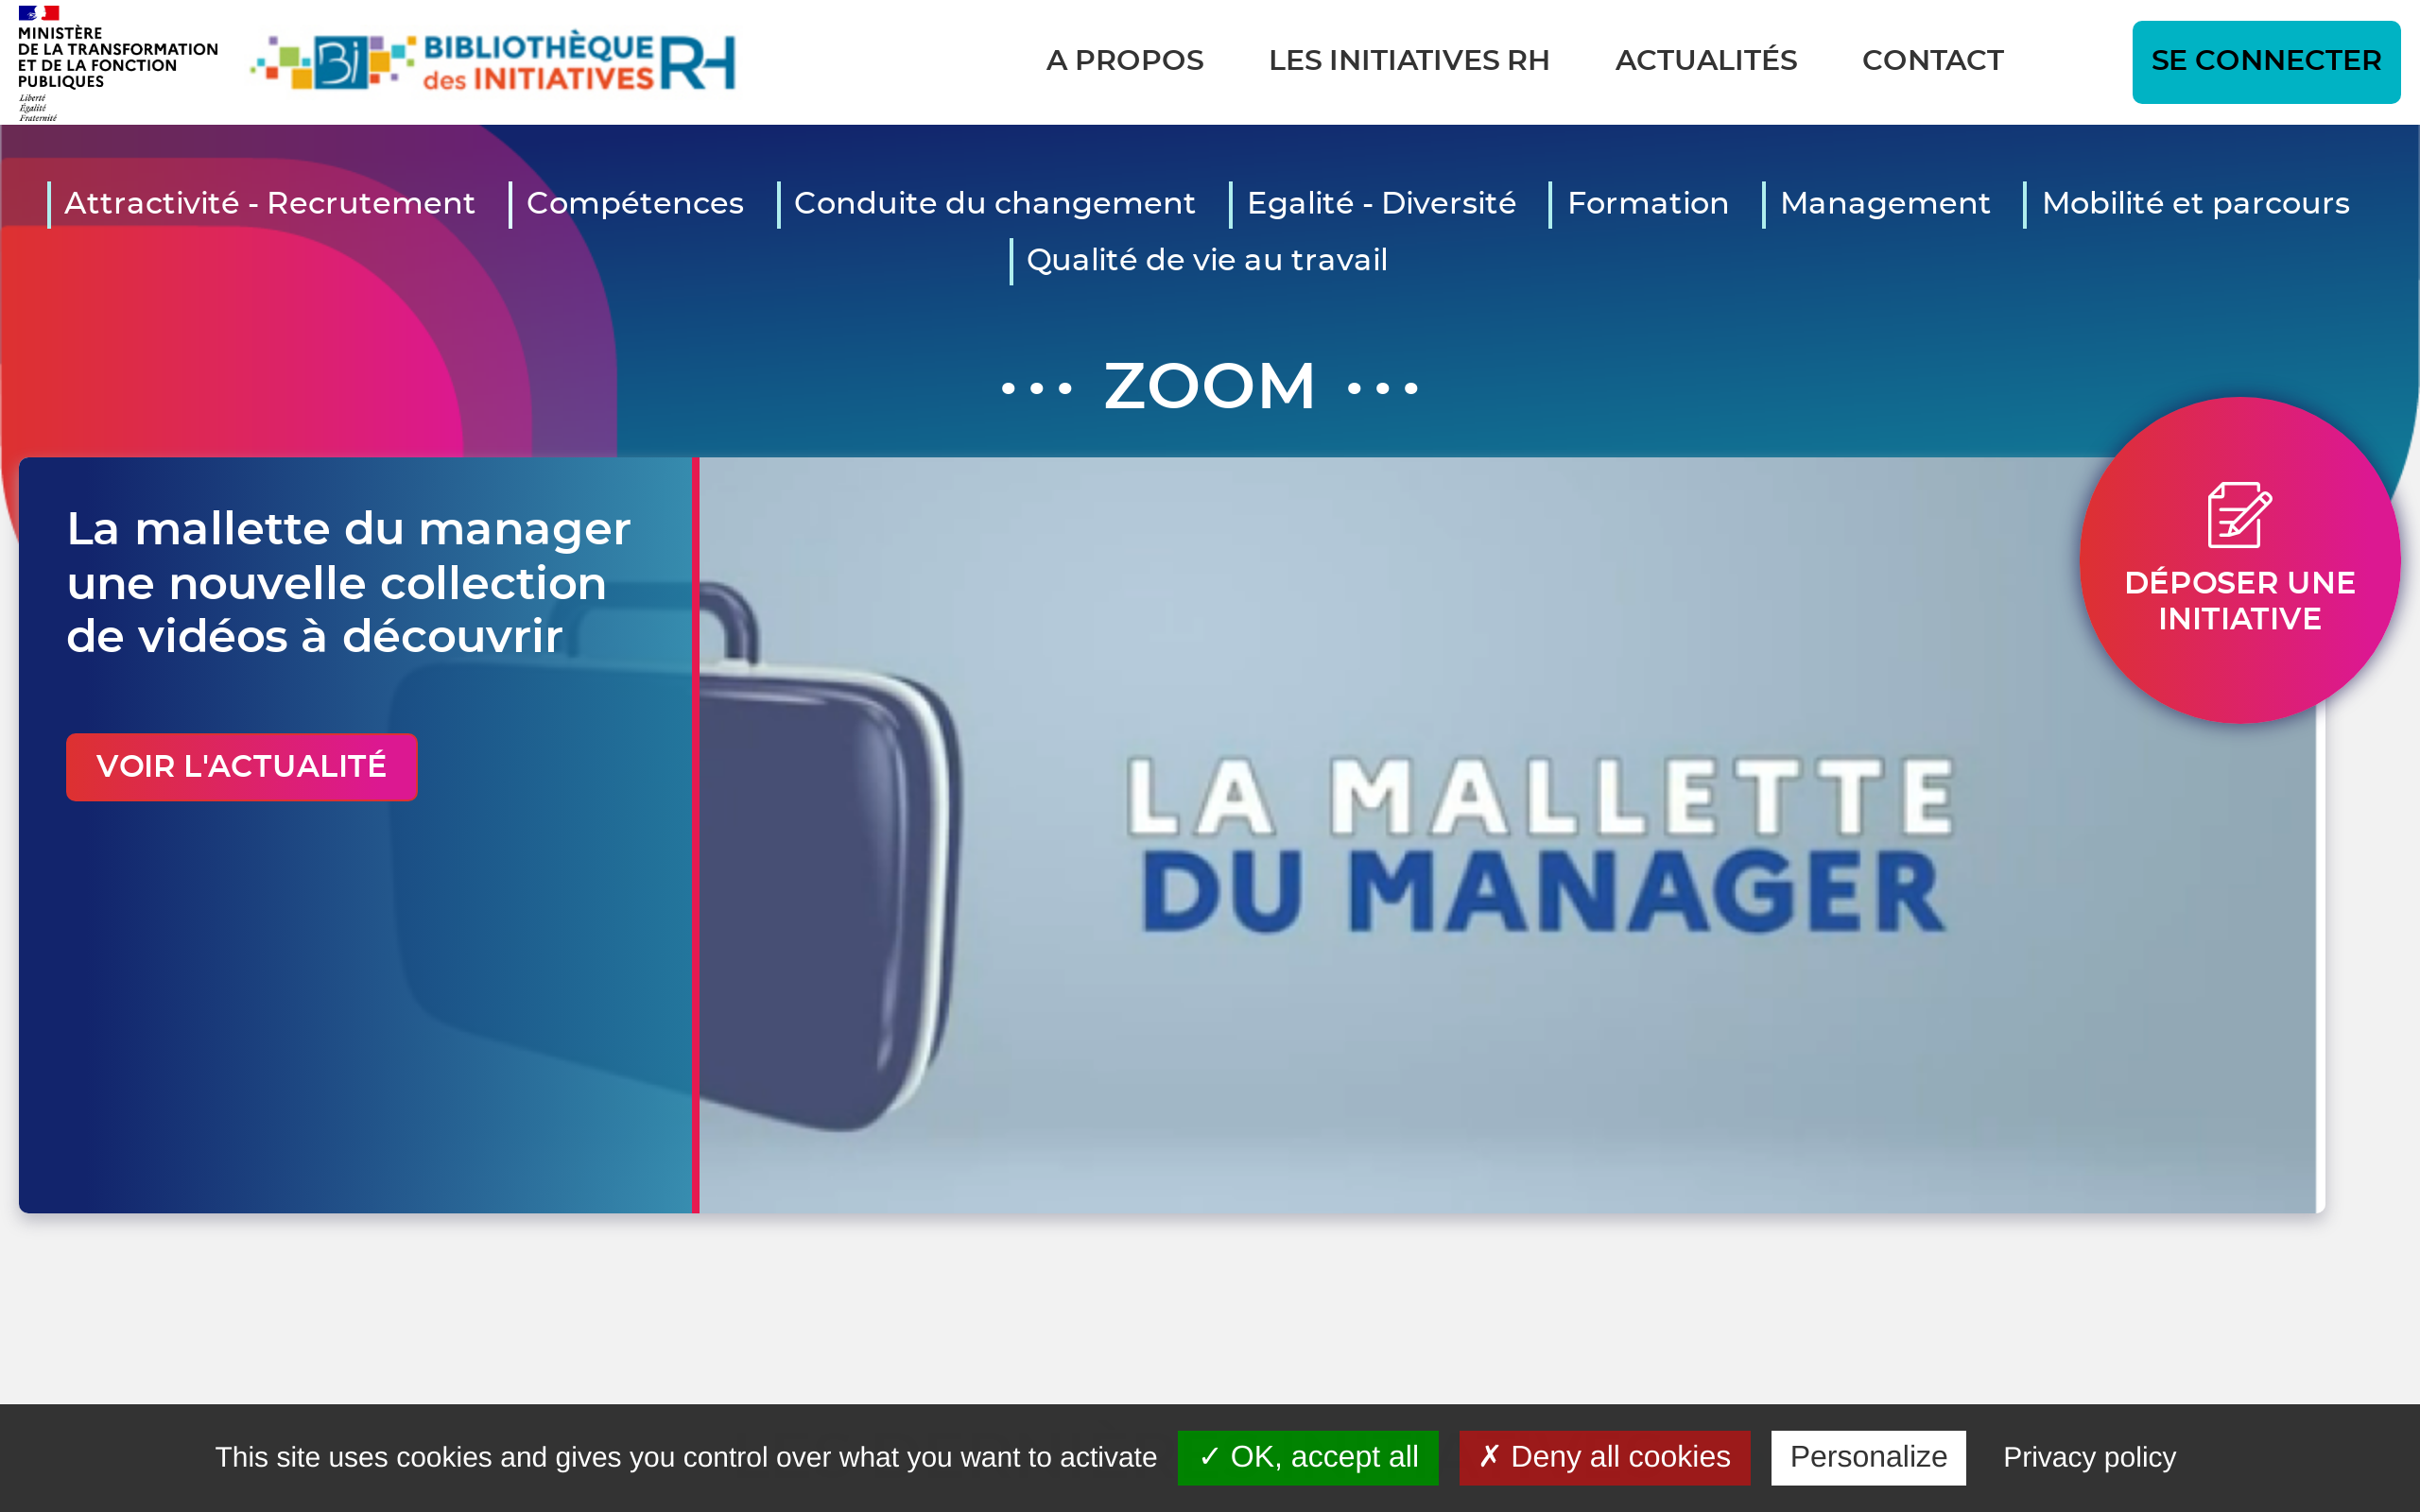 MINISTÈRE
DE LA TRANSFORMATION
ET DE LA FONCTION
PUBLIQUES
Liberté
Égalité
Fraternité
Bi
BIBLIOTHÈQUE
des INITIATIVES
RH
A PROPOS
LES INITIATIVES RH
ACTUALITÉS
CONTACT
SE CONNECTER
Attractivité - Recrutement
Compétences
Conduite du changement
Egalité - Diversité
Formation
Management
Mobilité et parcours
Qualité de vie au travail
••• ZOOM •••
La mallette du manager
une nouvelle collection
de vidéos à découvrir
VOIR L'ACTUALITÉ
LA MALLETTE
DU MANAGER
DÉPOSER UNE
INITIATIVE
This site uses cookies and gives you control over what you want to activate
✓ OK, accept all
✗ Deny all cookies
Personalize
Privacy policy